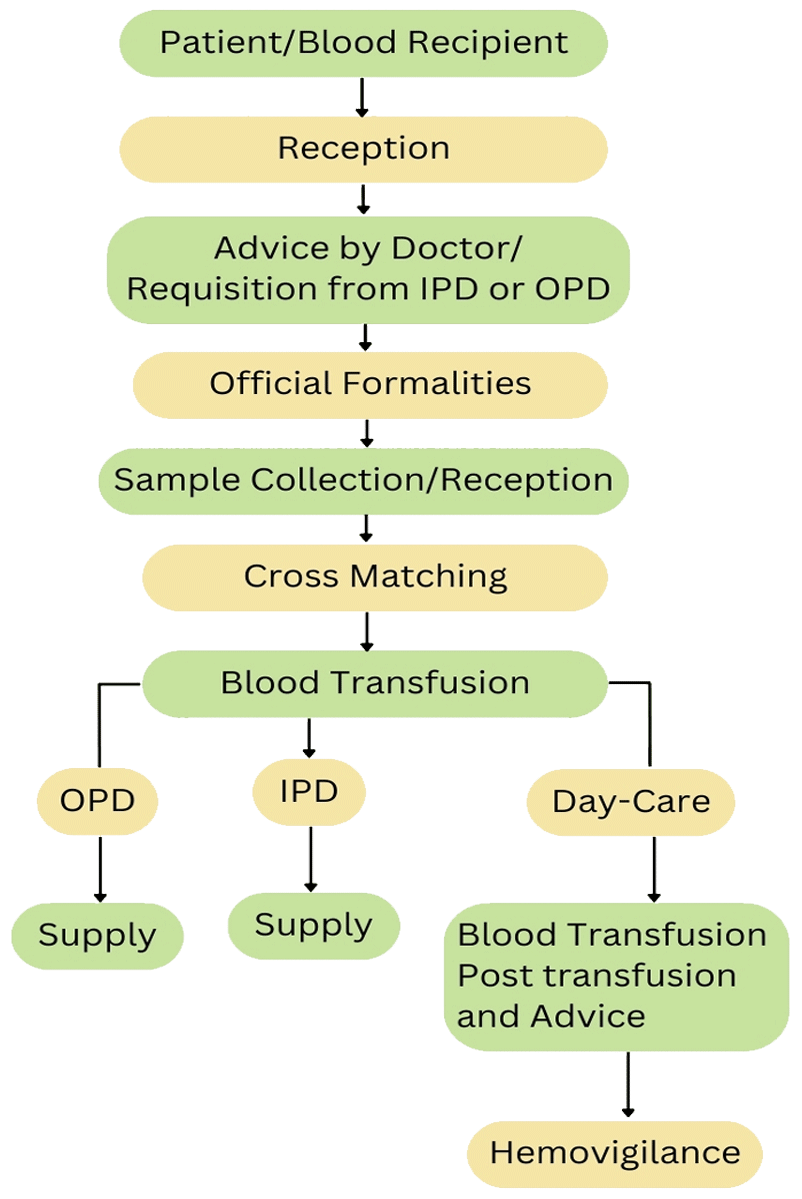 Patient/Blood Recipient
Reception
Advice by Doctor/
Requisition from IPD or OPD
Official Formalities
Sample Collection/Reception
Cross Matching
Blood Transfusion
OPD
IPD
Day-Care
Supply
Supply
Blood Transfusion
Post transfusion
and Advice
Hemovigilance